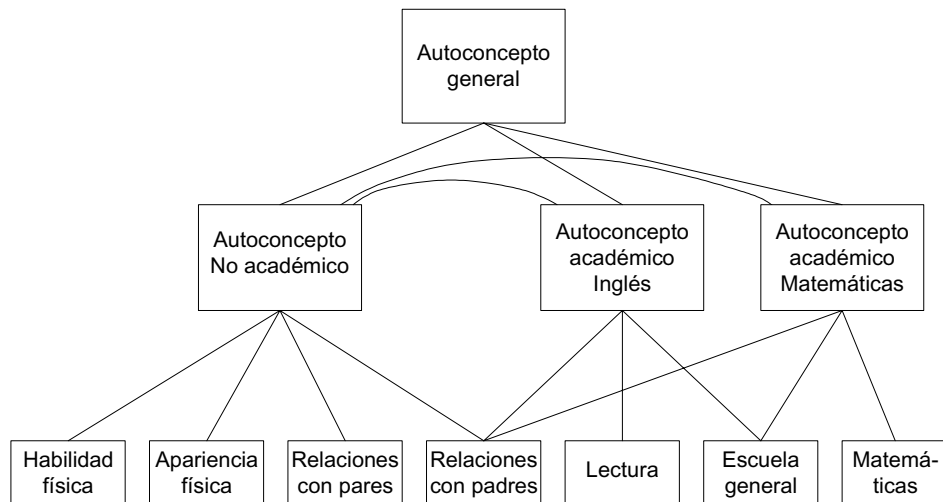 Autoconcepto
general
Autoconcepto
No académico
Autoconcepto
académico
Inglés
Autoconcepto
académico
Matemáticas
Habilidad
física
Apariencia
física
Relaciones
con pares
Relaciones
con padres
Lectura
Escuela
general
Matemá-
ticas